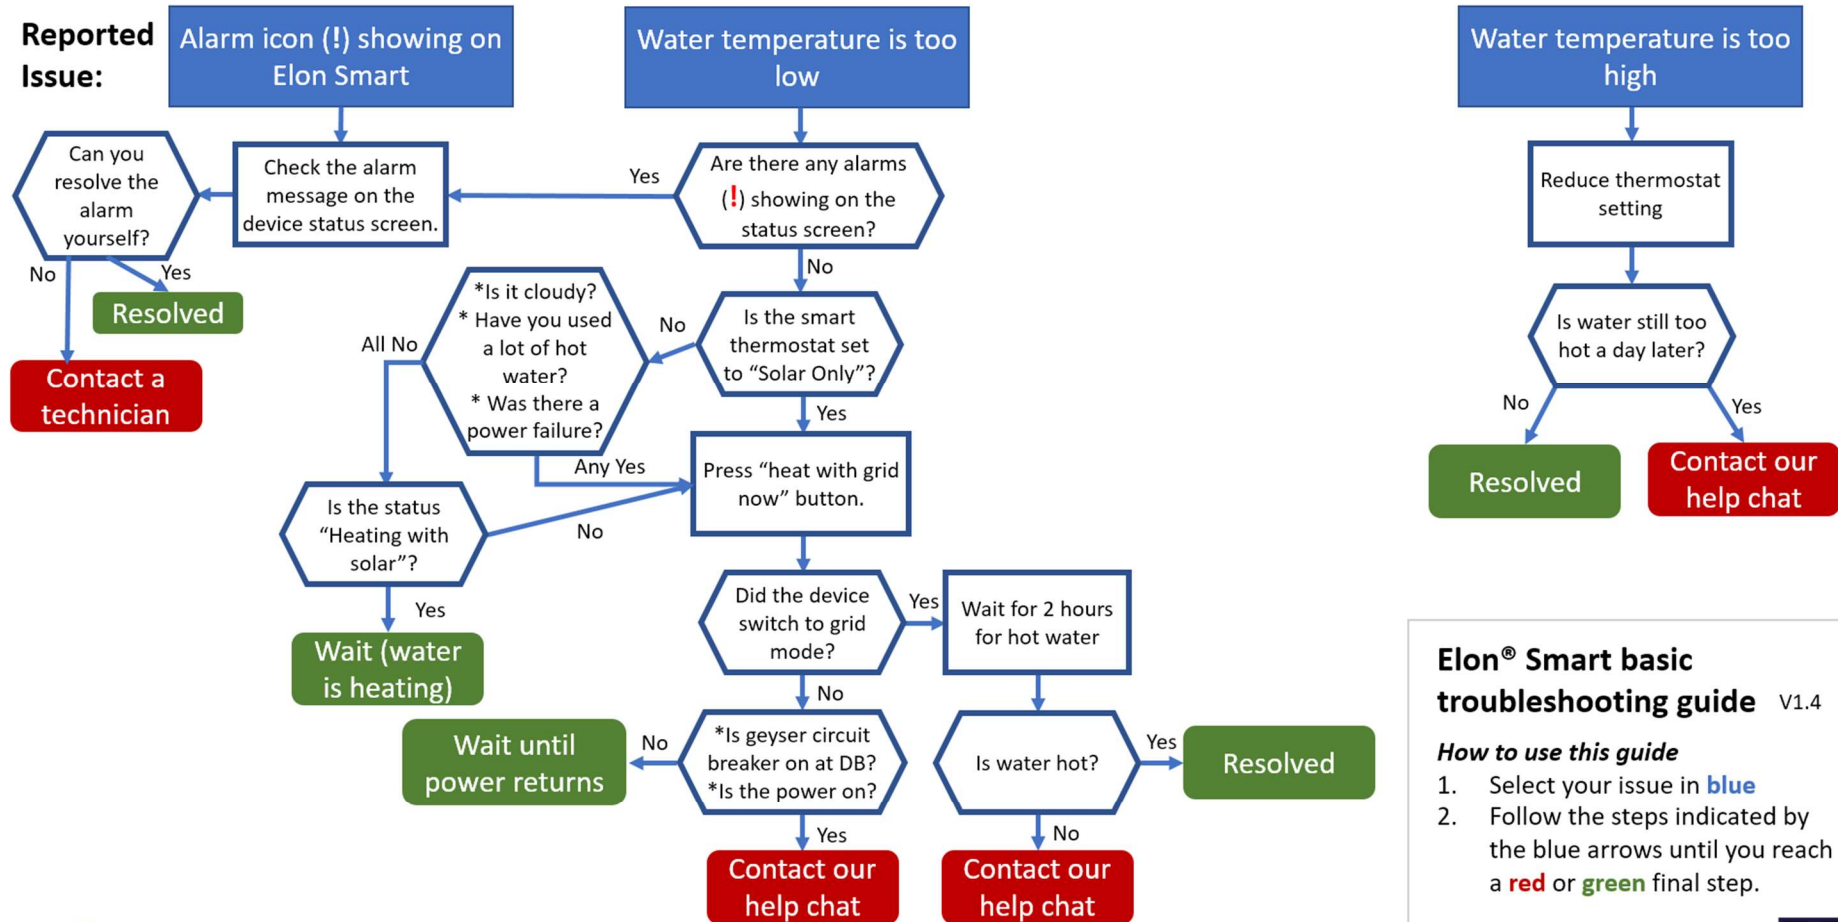 Reported
Issue:
Alarm icon (!) showing on
Elon Smart
Water temperature is too
low
Water temperature is too
high
Can you
resolve the
alarm
yourself?
Check the alarm
message on the
device status screen.
Yes
Are there any alarms
(!) showing on the
status screen?
Reduce thermostat
setting
No
Yes
Resolved
Contact a
technician
No
*Is it cloudy?
* Have you used
a lot of hot
water?
* Was there a
power failure?
No
Is the smart
thermostat set
to “Solar Only”?
Is water still too
hot a day later?
All No
Any Yes
Yes
Press “heat with grid
now” button.
No
Yes
Resolved
Contact our
help chat
Is the status
“Heating with
solar”?
No
Yes
Wait (water
is heating)
Did the device
switch to grid
mode?
Yes
Wait for 2 hours
for hot water
No
Wait until
power returns
No
*Is geyser circuit
breaker on at DB?
*Is the power on?
Is water hot?
Yes
Resolved
Yes
No
Contact our
help chat
Contact our
help chat
Elon® Smart basic
troubleshooting guide V1.4
How to use this guide
1. Select your issue in blue
2. Follow the steps indicated by
the blue arrows until you reach
a red or green final step.